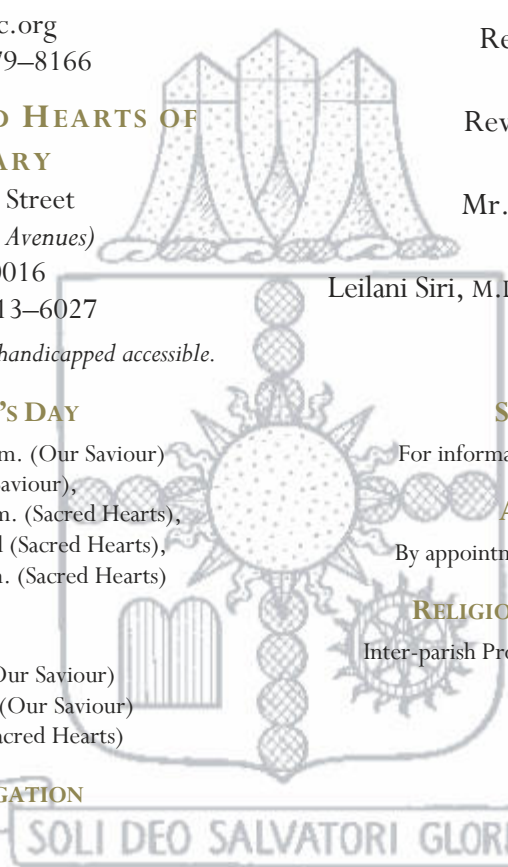 c.org
79–8166
D HEARTS OF
ARY
Street
Avenues)
0016
13–6027
handicapped accessible.
’S DAY
m. (Our Saviour)
Saviour),
m. (Sacred Hearts),
l (Sacred Hearts),
m. (Sacred Hearts)
Our Saviour)
(Our Saviour)
acred Hearts)
GATION
Re
Rev
Mr.
Leilani Siri, M.D
S
For informa
A
By appointm
RELIGIO
Inter-parish Pro
SOLI DEO SALVATORI GLORI